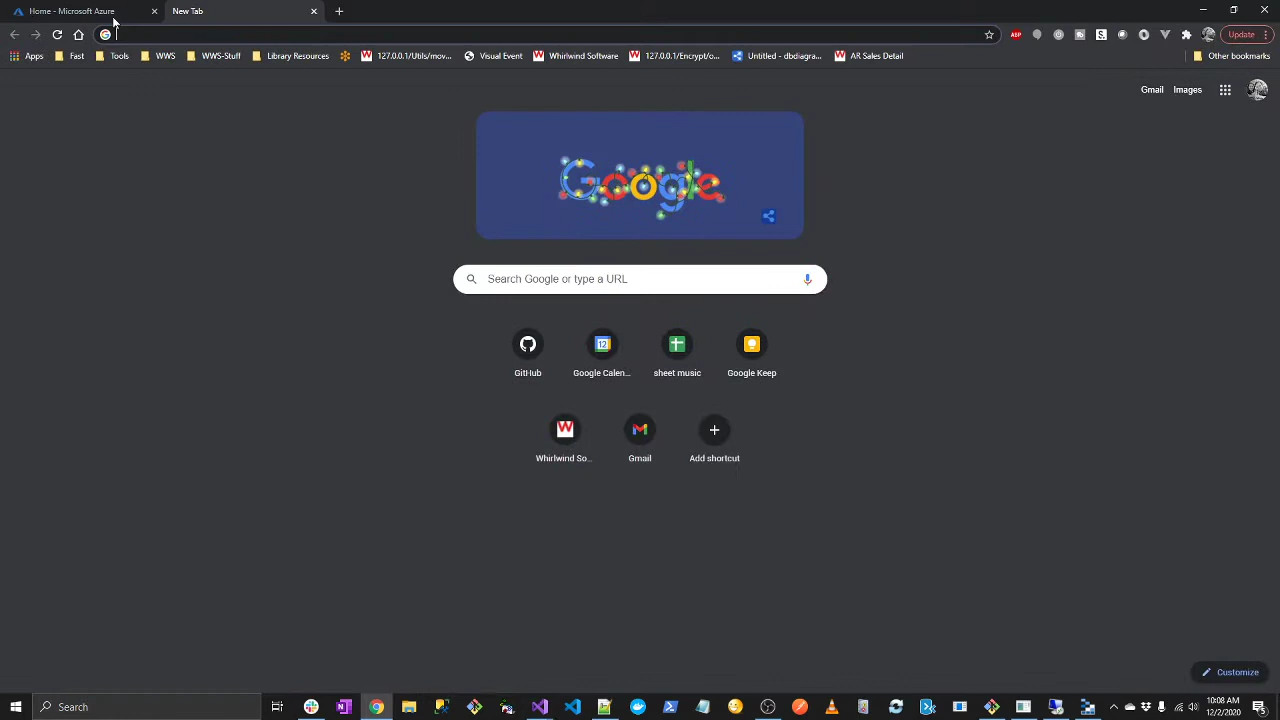 Home - Microsoft Azure
New Tab
Update
Apps Fast Tools WWS WWS-Stuff Library Resources 127.0.0.1/Utils/mov... Visual Event Whirlwind Software 127.0.0.1/Encrypt/o... Untitled - dbdiagra... AR Sales Detail Other bookmarks
Gmail Images
Google
Search Google or type a URL
GitHub Google Calen... sheet music Google Keep
Whirlwind So... Gmail Add shortcut
Customize
Search
10:08 AM
12/2/2020